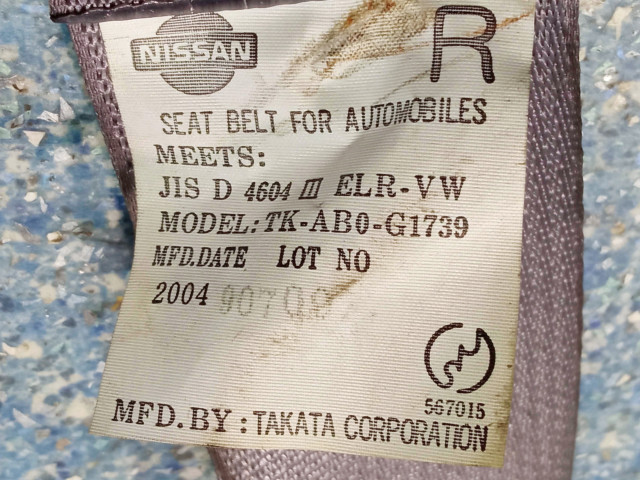 NISSAN R
SEAT BELT FOR AUTOMOBILES
MEETS:
JIS D 4604 Ⅲ ELR-VW
MODEL: TK-AB0-G1739
MFD.DATE LOT NO
2004
567015
MFD.BY: TAKATA CORPORATION